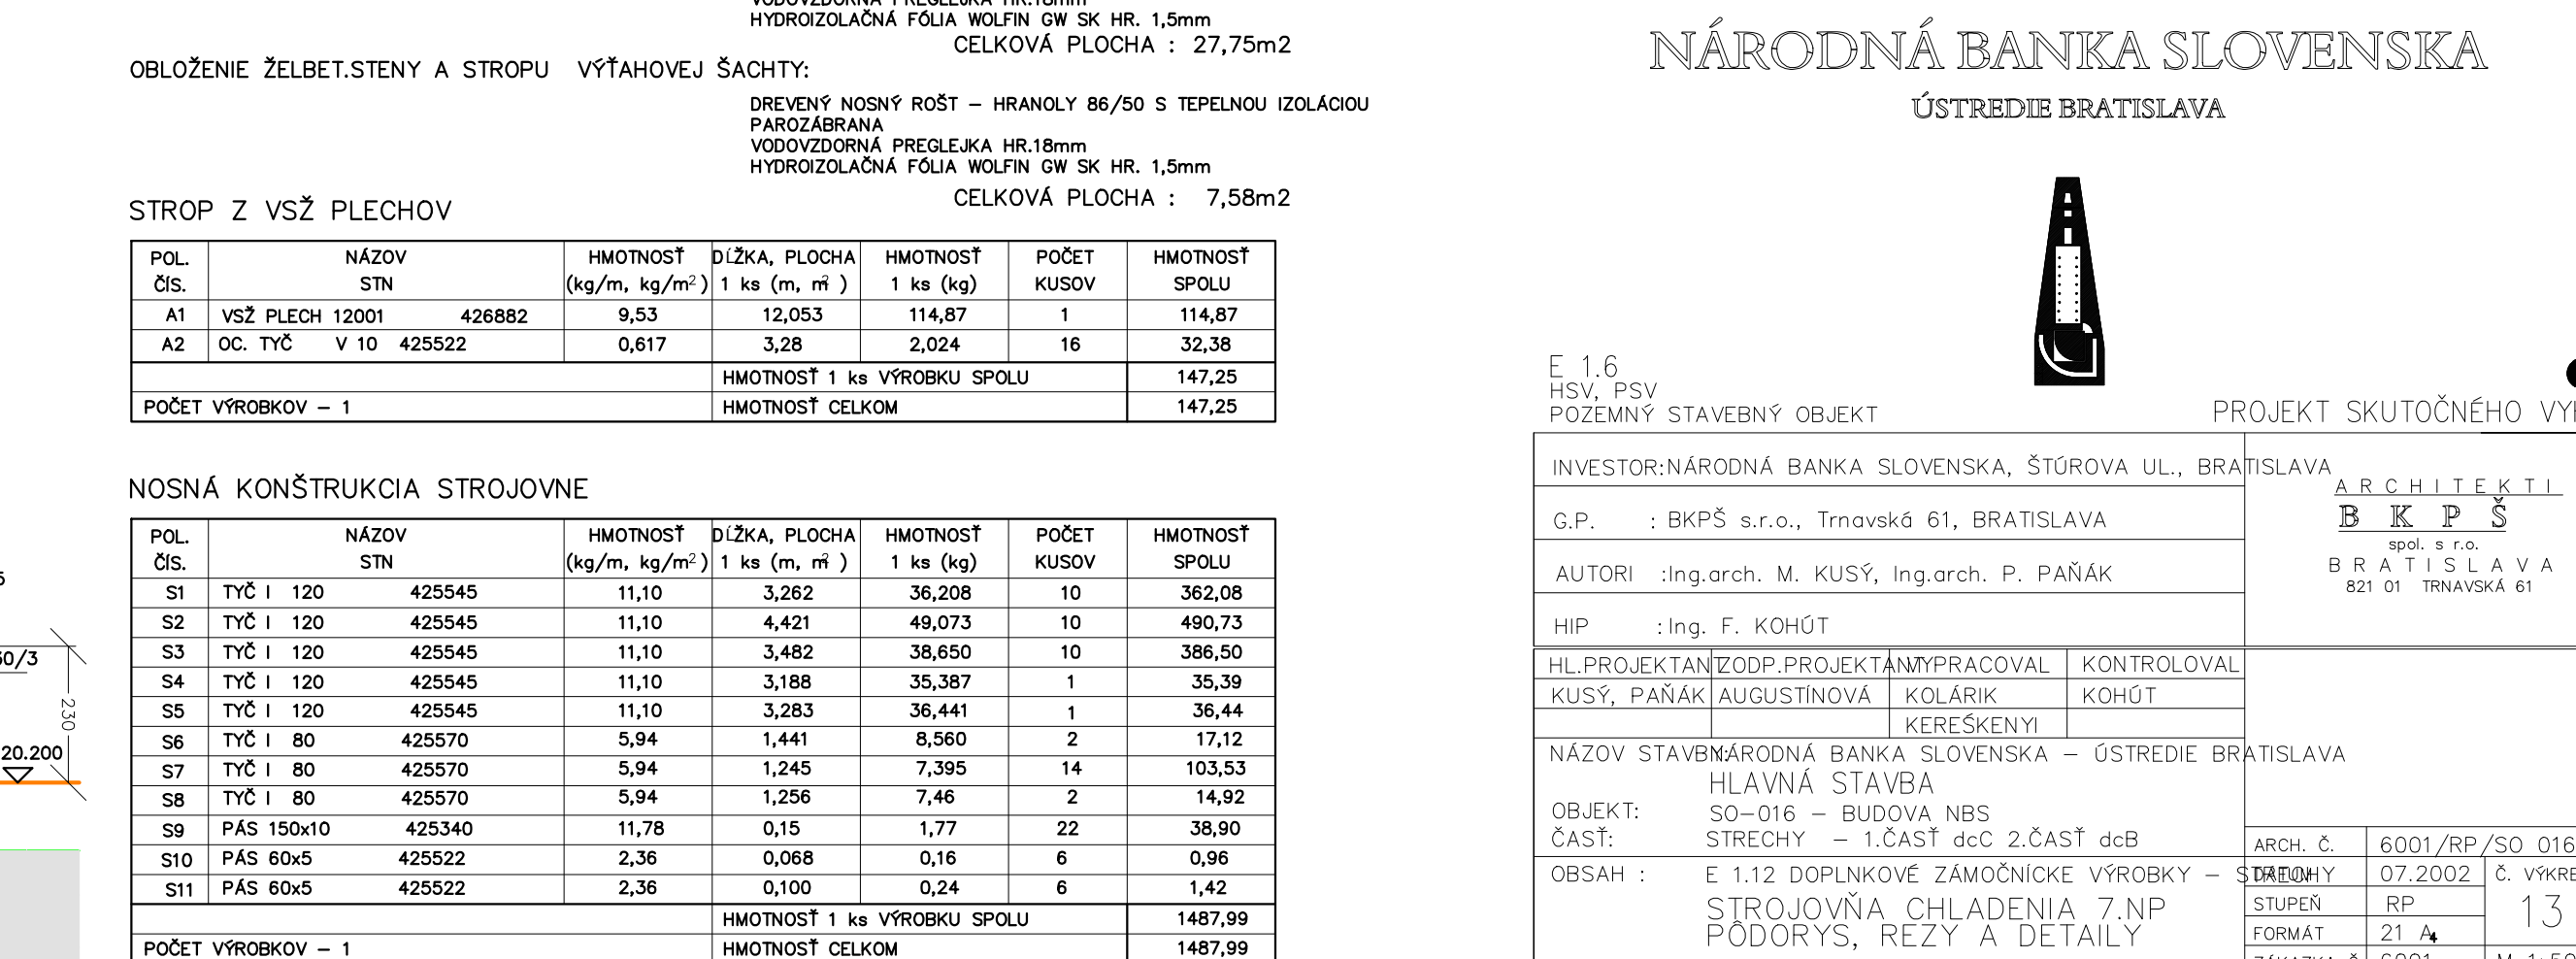 HYDROIZOLAČNÁ FÓLIA WOLFIN GW SK HR. 1,5mm
CELKOVÁ PLOCHA : 27,75m2
OBLOŽENIE ŽELBET.STENY A STROPU VÝŤAHOVEJ ŠACHTY:
DREVENÝ NOSNÝ ROŠT – HRANOLY 86/50 S TEPELNOU IZOLÁCIOU
PAROZÁBRANA
VODOVZDORNÁ PREGLEJKA HR.18mm
HYDROIZOLAČNÁ FÓLIA WOLFIN GW SK HR. 1,5mm
CELKOVÁ PLOCHA : 7,58m2
STROP Z VSŽ PLECHOV
POL. NÁZOV HMOTNOSŤ DĹŽKA, PLOCHA HMOTNOSŤ POČET HMOTNOSŤ
ČÍS. STN (kg/m, kg/m²) 1 ks (m, m²) 1 ks (kg) KUSOV SPOLU
A1 VSŽ PLECH 12001 426882 9,53 12,053 114,87 1 114,87
A2 OC. TYČ V 10 425522 0,617 3,28 2,024 16 32,38
HMOTNOSŤ 1 ks VÝROBKU SPOLU 147,25
POČET VÝROBKOV – 1 HMOTNOSŤ CELKOM 147,25
NOSNÁ KONŠTRUKCIA STROJOVNE
POL. NÁZOV HMOTNOSŤ DĹŽKA, PLOCHA HMOTNOSŤ POČET HMOTNOSŤ
ČÍS. STN (kg/m, kg/m²) 1 ks (m, m²) 1 ks (kg) KUSOV SPOLU
S1 TYČ I 120 425545 11,10 3,262 36,208 10 362,08
S2 TYČ I 120 425545 11,10 4,421 49,073 10 490,73
S3 TYČ I 120 425545 11,10 3,482 38,650 10 386,50
S4 TYČ I 120 425545 11,10 3,188 35,387 1 35,39
S5 TYČ I 120 425545 11,10 3,283 36,441 1 36,44
S6 TYČ I 80 425570 5,94 1,441 8,560 2 17,12
S7 TYČ I 80 425570 5,94 1,245 7,395 14 103,53
S8 TYČ I 80 425570 5,94 1,256 7,46 2 14,92
S9 PÁS 150x10 425340 11,78 0,15 1,77 22 38,90
S10 PÁS 60x5 425522 2,36 0,068 0,16 6 0,96
S11 PÁS 60x5 425522 2,36 0,100 0,24 6 1,42
HMOTNOSŤ 1 ks VÝROBKU SPOLU 1487,99
POČET VÝROBKOV – 1 HMOTNOSŤ CELKOM 1487,99
230
20.200
NÁRODNÁ BANKA SLOVENSKA
ÚSTREDIE BRATISLAVA
E 1.6
HSV, PSV
POZEMNÝ STAVEBNÝ OBJEKT
PROJEKT SKUTOČNÉHO
INVESTOR:NÁRODNÁ BANKA SLOVENSKA, ŠTÚROVA UL., BRATISLAVA
G.P. : BKPŠ s.r.o., Trnavská 61, BRATISLAVA
AUTORI :Ing.arch. M. KUSÝ, Ing.arch. P. PAŇÁK
HIP :Ing. F. KOHÚT
ARCHITEKTI
BKPŠ
spol. s r.o.
BRATISLAVA
821 01 TRNAVSKÁ 61
HL.PROJEKTANT ZODP.PROJEKTANT VYPRACOVAL KONTROLOVAL
KUSÝ, PAŇÁK AUGUSTÍNOVÁ KOLÁRIK KOHÚT
KEREŠKENYI
NÁZOV STAVBY: NÁRODNÁ BANKA SLOVENSKA – ÚSTREDIE BRATISLAVA
HLAVNÁ STAVBA
OBJEKT: SO–016 – BUDOVA NBS
ČASŤ: STRECHY – 1.ČASŤ dcC 2.ČASŤ dcB
OBSAH : E 1.12 DOPLNKOVÉ ZÁMOČNÍCKE VÝROBKY – STRECHY
STROJOVŇA CHLADENIA 7.NP
PÔDORYS, REZY A DETAILY
ARCH. Č. 6001/RP/SO 016
DÁTUM 07.2002 Č.
STUPEŇ RP 13
FORMÁT 21 A4